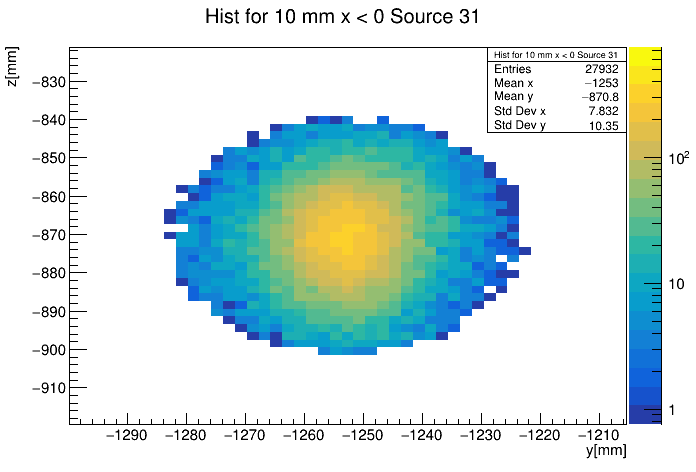 Hist for 10 mm x < 0 Source 31
z[mm]
Hist for 10 mm x < 0 Source 31
Entries 27932
Mean x −1253
Mean y −870.8
Std Dev x 7.832
Std Dev y 10.35
−830
−840
−850
−860
−870
−880
−890
−900
−910
10²
10
1
−1290 −1280 −1270 −1260 −1250 −1240 −1230 −1220 −1210
y[mm]